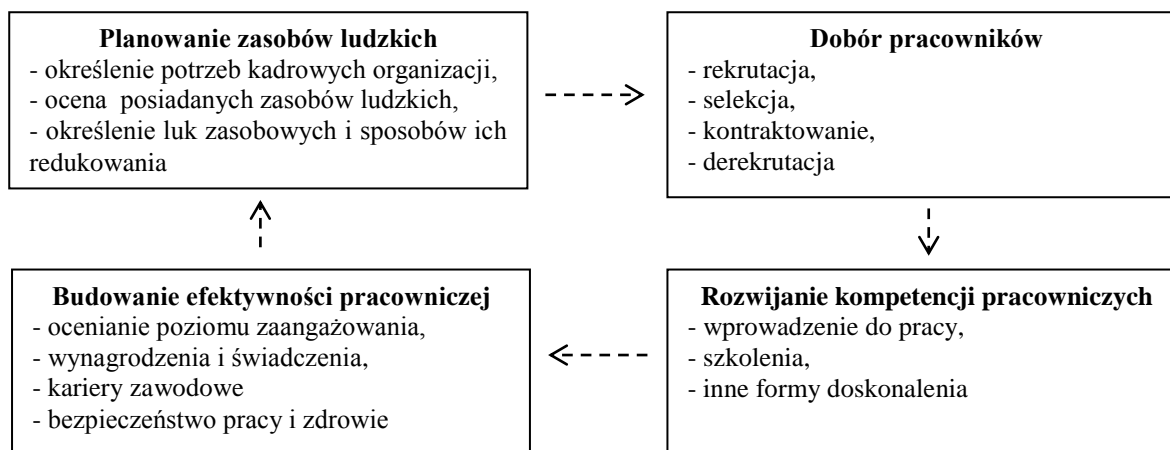 Planowanie zasobów ludzkich
- określenie potrzeb kadrowych organizacji,
- ocena posiadanych zasobów ludzkich,
- określenie luk zasobowych i sposobów ich
redukowania
Dobór pracowników
- rekrutacja,
- selekcja,
- kontraktowanie,
- derekrutacja
Budowanie efektywności pracowniczej
- ocenianie poziomu zaangażowania,
- wynagrodzenia i świadczenia,
- kariery zawodowe
- bezpieczeństwo pracy i zdrowie
Rozwijanie kompetencji pracowniczych
- wprowadzenie do pracy,
- szkolenia,
- inne formy doskonalenia